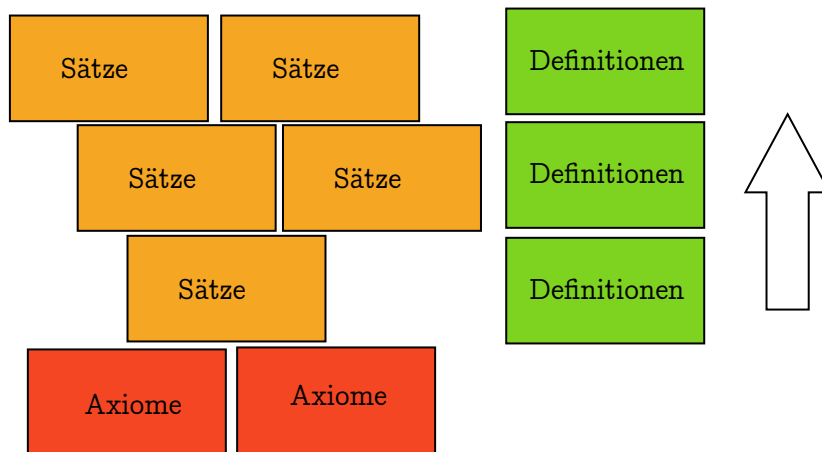 Sätze
Sätze
Definitionen
Sätze
Sätze
Definitionen
Sätze
Definitionen
Axiome
Axiome